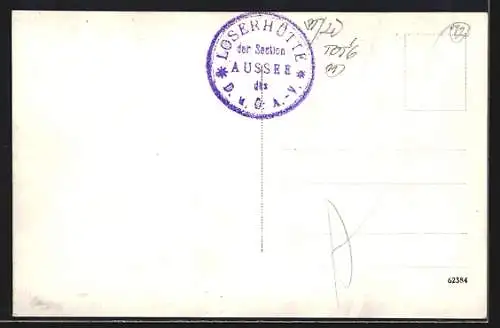 * LOSERHÜTTE *
der Section
AUSSEE
des
D. u. Ö. A.-V.
62384